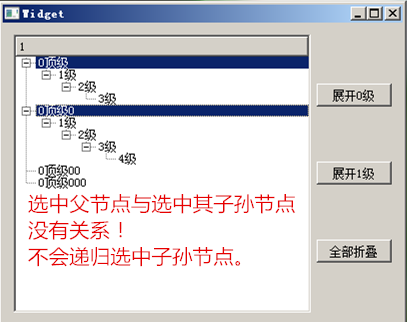 Widget
1
0顶级
1级
2级
3级
展开0级
0顶级0
1级
2级
3级
4级
展开1级
0顶级00
0顶级000
选中父节点与选中其子孙节点
没有关系！
不会递归选中子孙节点。
全部折叠